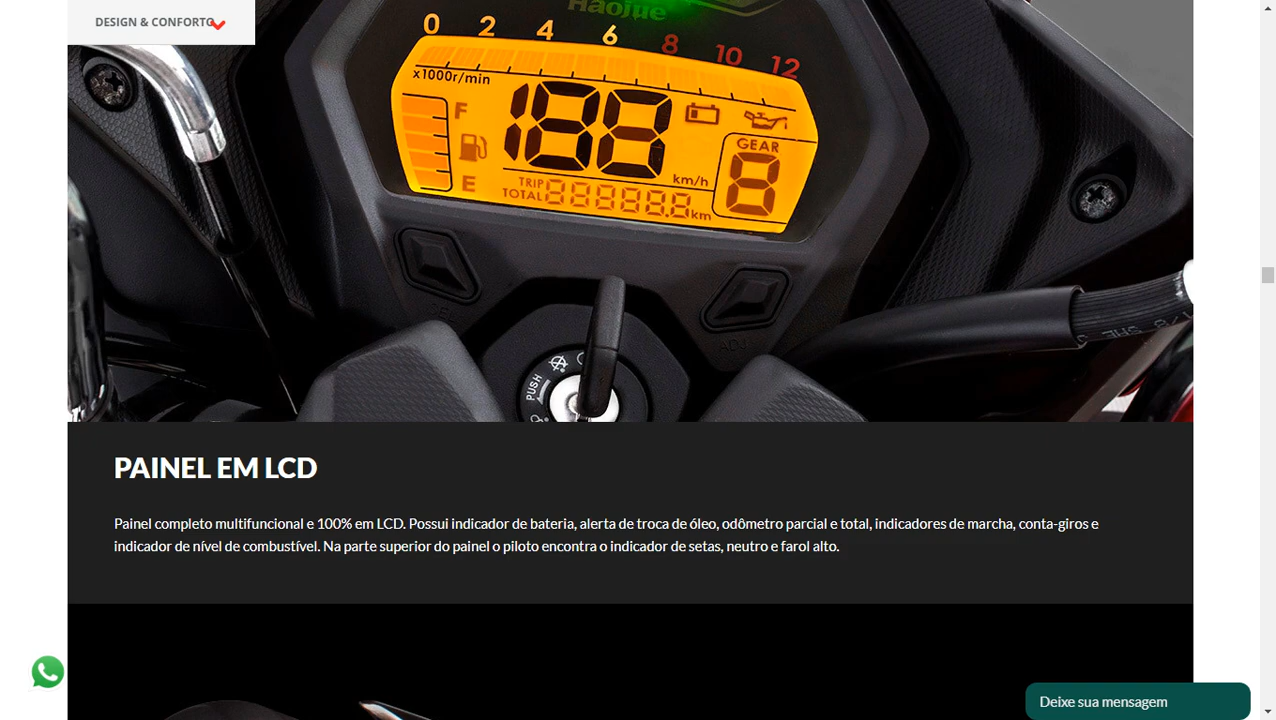 DESIGN & CONFORTO
Haojue
0 2 4 6 8 10 12
x1000r/min
F
188
GEAR
8
E
km/h
TRIP
TOTAL
888888.8
km
ADJ
PUSH
PAINEL EM LCD
Painel completo multifuncional e 100% em LCD. Possui indicador de bateria, alerta de troca de óleo, odômetro parcial e total, indicadores de marcha, conta-giros e
indicador de nível de combustível. Na parte superior do painel o piloto encontra o indicador de setas, neutro e farol alto.
Deixe sua mensagem